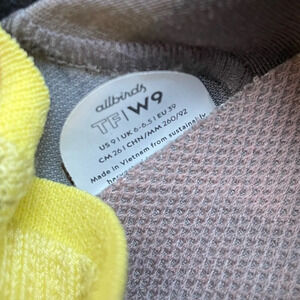 allbirds
TF|W9
US 9 | UK 6-6.5 | EU 39
CM 26 | CHN/MM 260/92
Made in Vietnam from sustainably